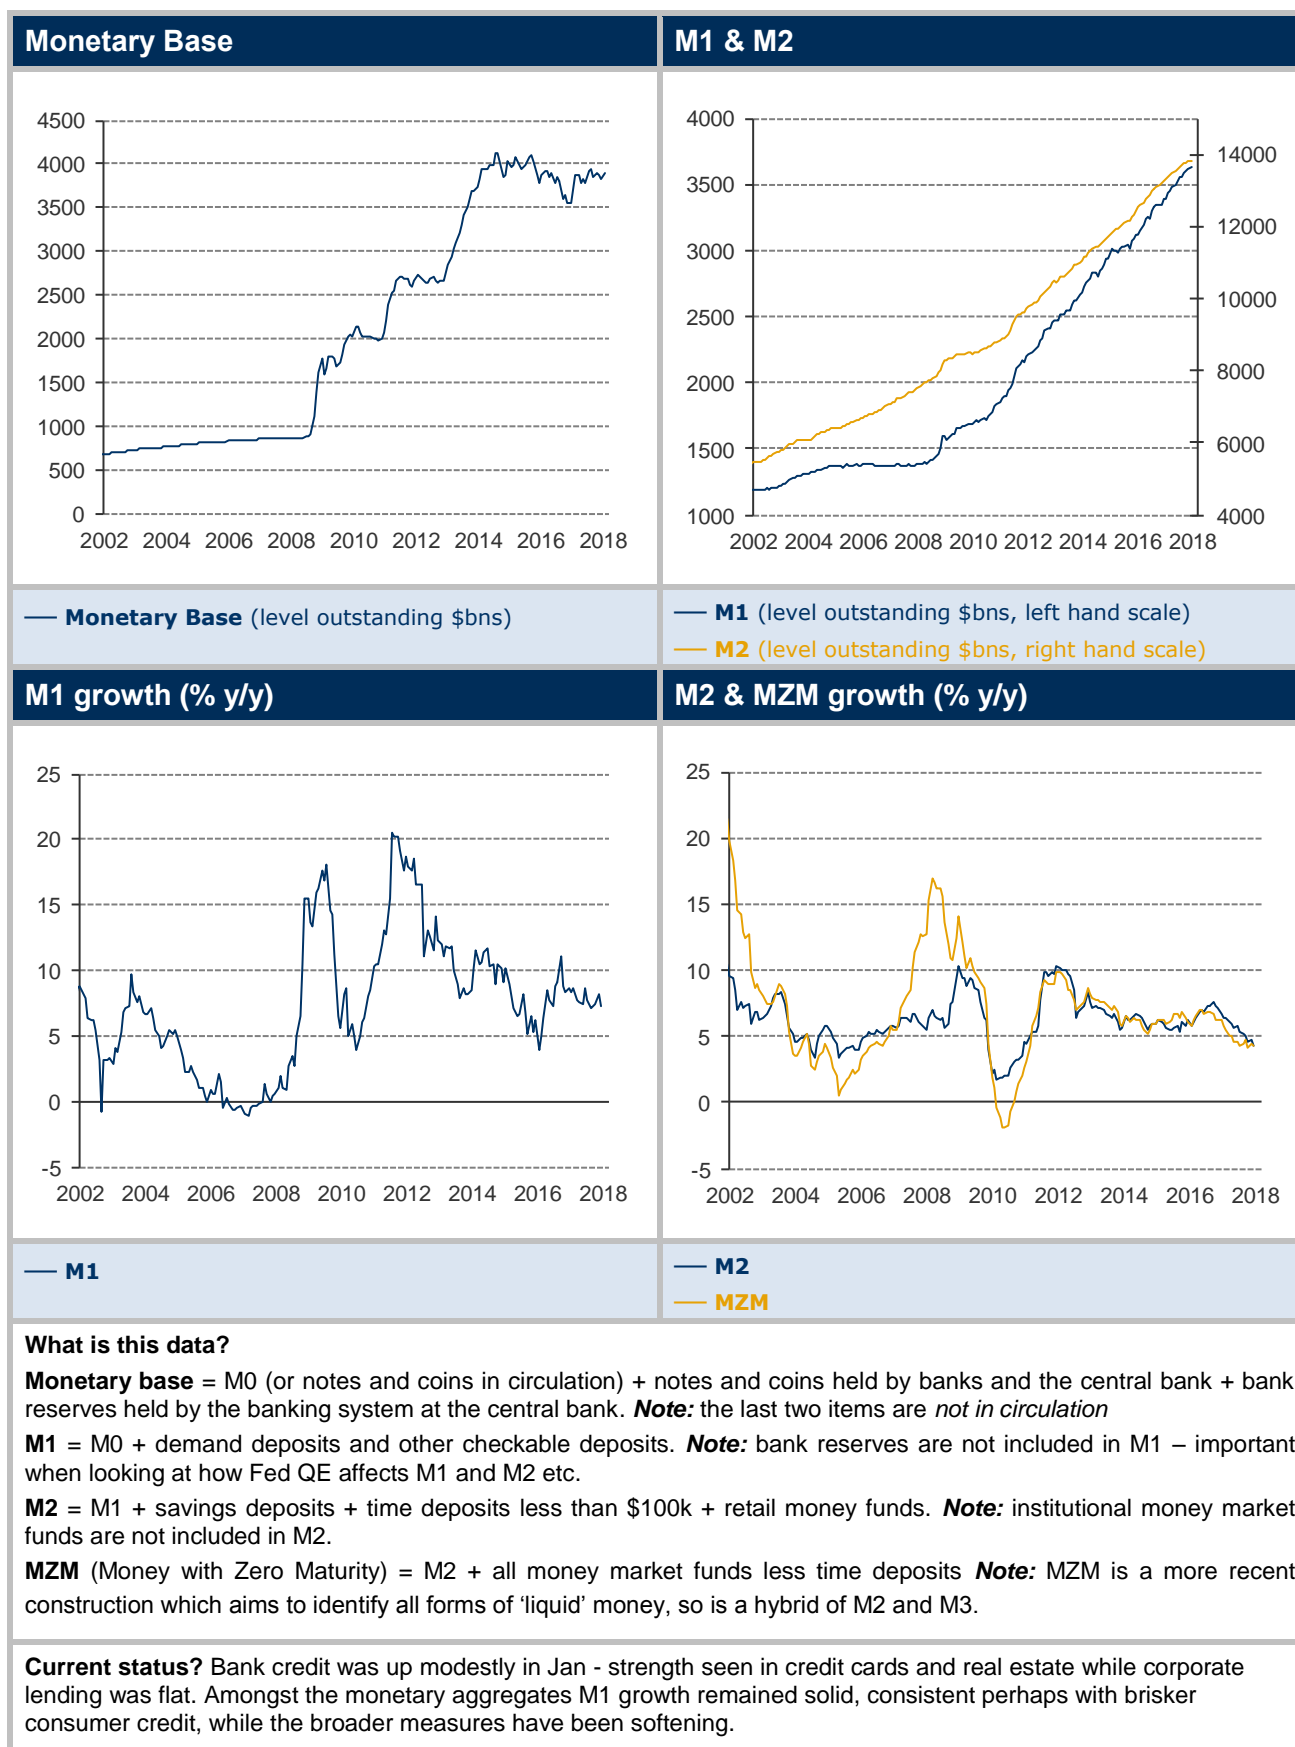 Monetary Base
M1 & M2
4500
4000
3500
3000
2500
2000
1500
1000
500
0
2002 2004 2006 2008 2010 2012 2014 2016 2018
4000
3500
3000
2500
2000
1500
1000
14000
12000
10000
8000
6000
4000
2002 2004 2006 2008 2010 2012 2014 2016 2018
Monetary Base (level outstanding $bns)
M1 (level outstanding $bns, left hand scale)
M2 (level outstanding $bns, right hand scale)
M1 growth (% y/y)
M2 & MZM growth (% y/y)
25
20
15
10
5
0
-5
2002 2004 2006 2008 2010 2012 2014 2016 2018
25
20
15
10
5
0
-5
2002 2004 2006 2008 2010 2012 2014 2016 2018
M1
M2
MZM
What is this data?
Monetary base = M0 (or notes and coins in circulation) + notes and coins held by banks and the central bank + bank
reserves held by the banking system at the central bank. Note: the last two items are not in circulation
M1 = M0 + demand deposits and other checkable deposits. Note: bank reserves are not included in M1 – important
when looking at how Fed QE affects M1 and M2 etc.
M2 = M1 + savings deposits + time deposits less than $100k + retail money funds. Note: institutional money market
funds are not included in M2.
MZM (Money with Zero Maturity) = M2 + all money market funds less time deposits Note: MZM is a more recent
construction which aims to identify all forms of ‘liquid’ money, so is a hybrid of M2 and M3.
Current status? Bank credit was up modestly in Jan - strength seen in credit cards and real estate while corporate
lending was flat. Amongst the monetary aggregates M1 growth remained solid, consistent perhaps with brisker
consumer credit, while the broader measures have been softening.